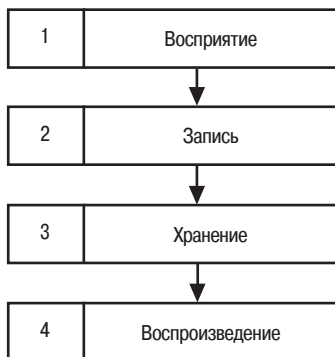 1 Восприятие
2 Запись
3 Хранение
4 Воспроизведение